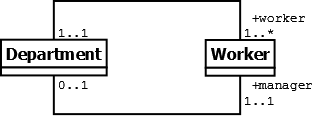 +worker
1..1
1..*
Department
Worker
0..1
+manager
1..1